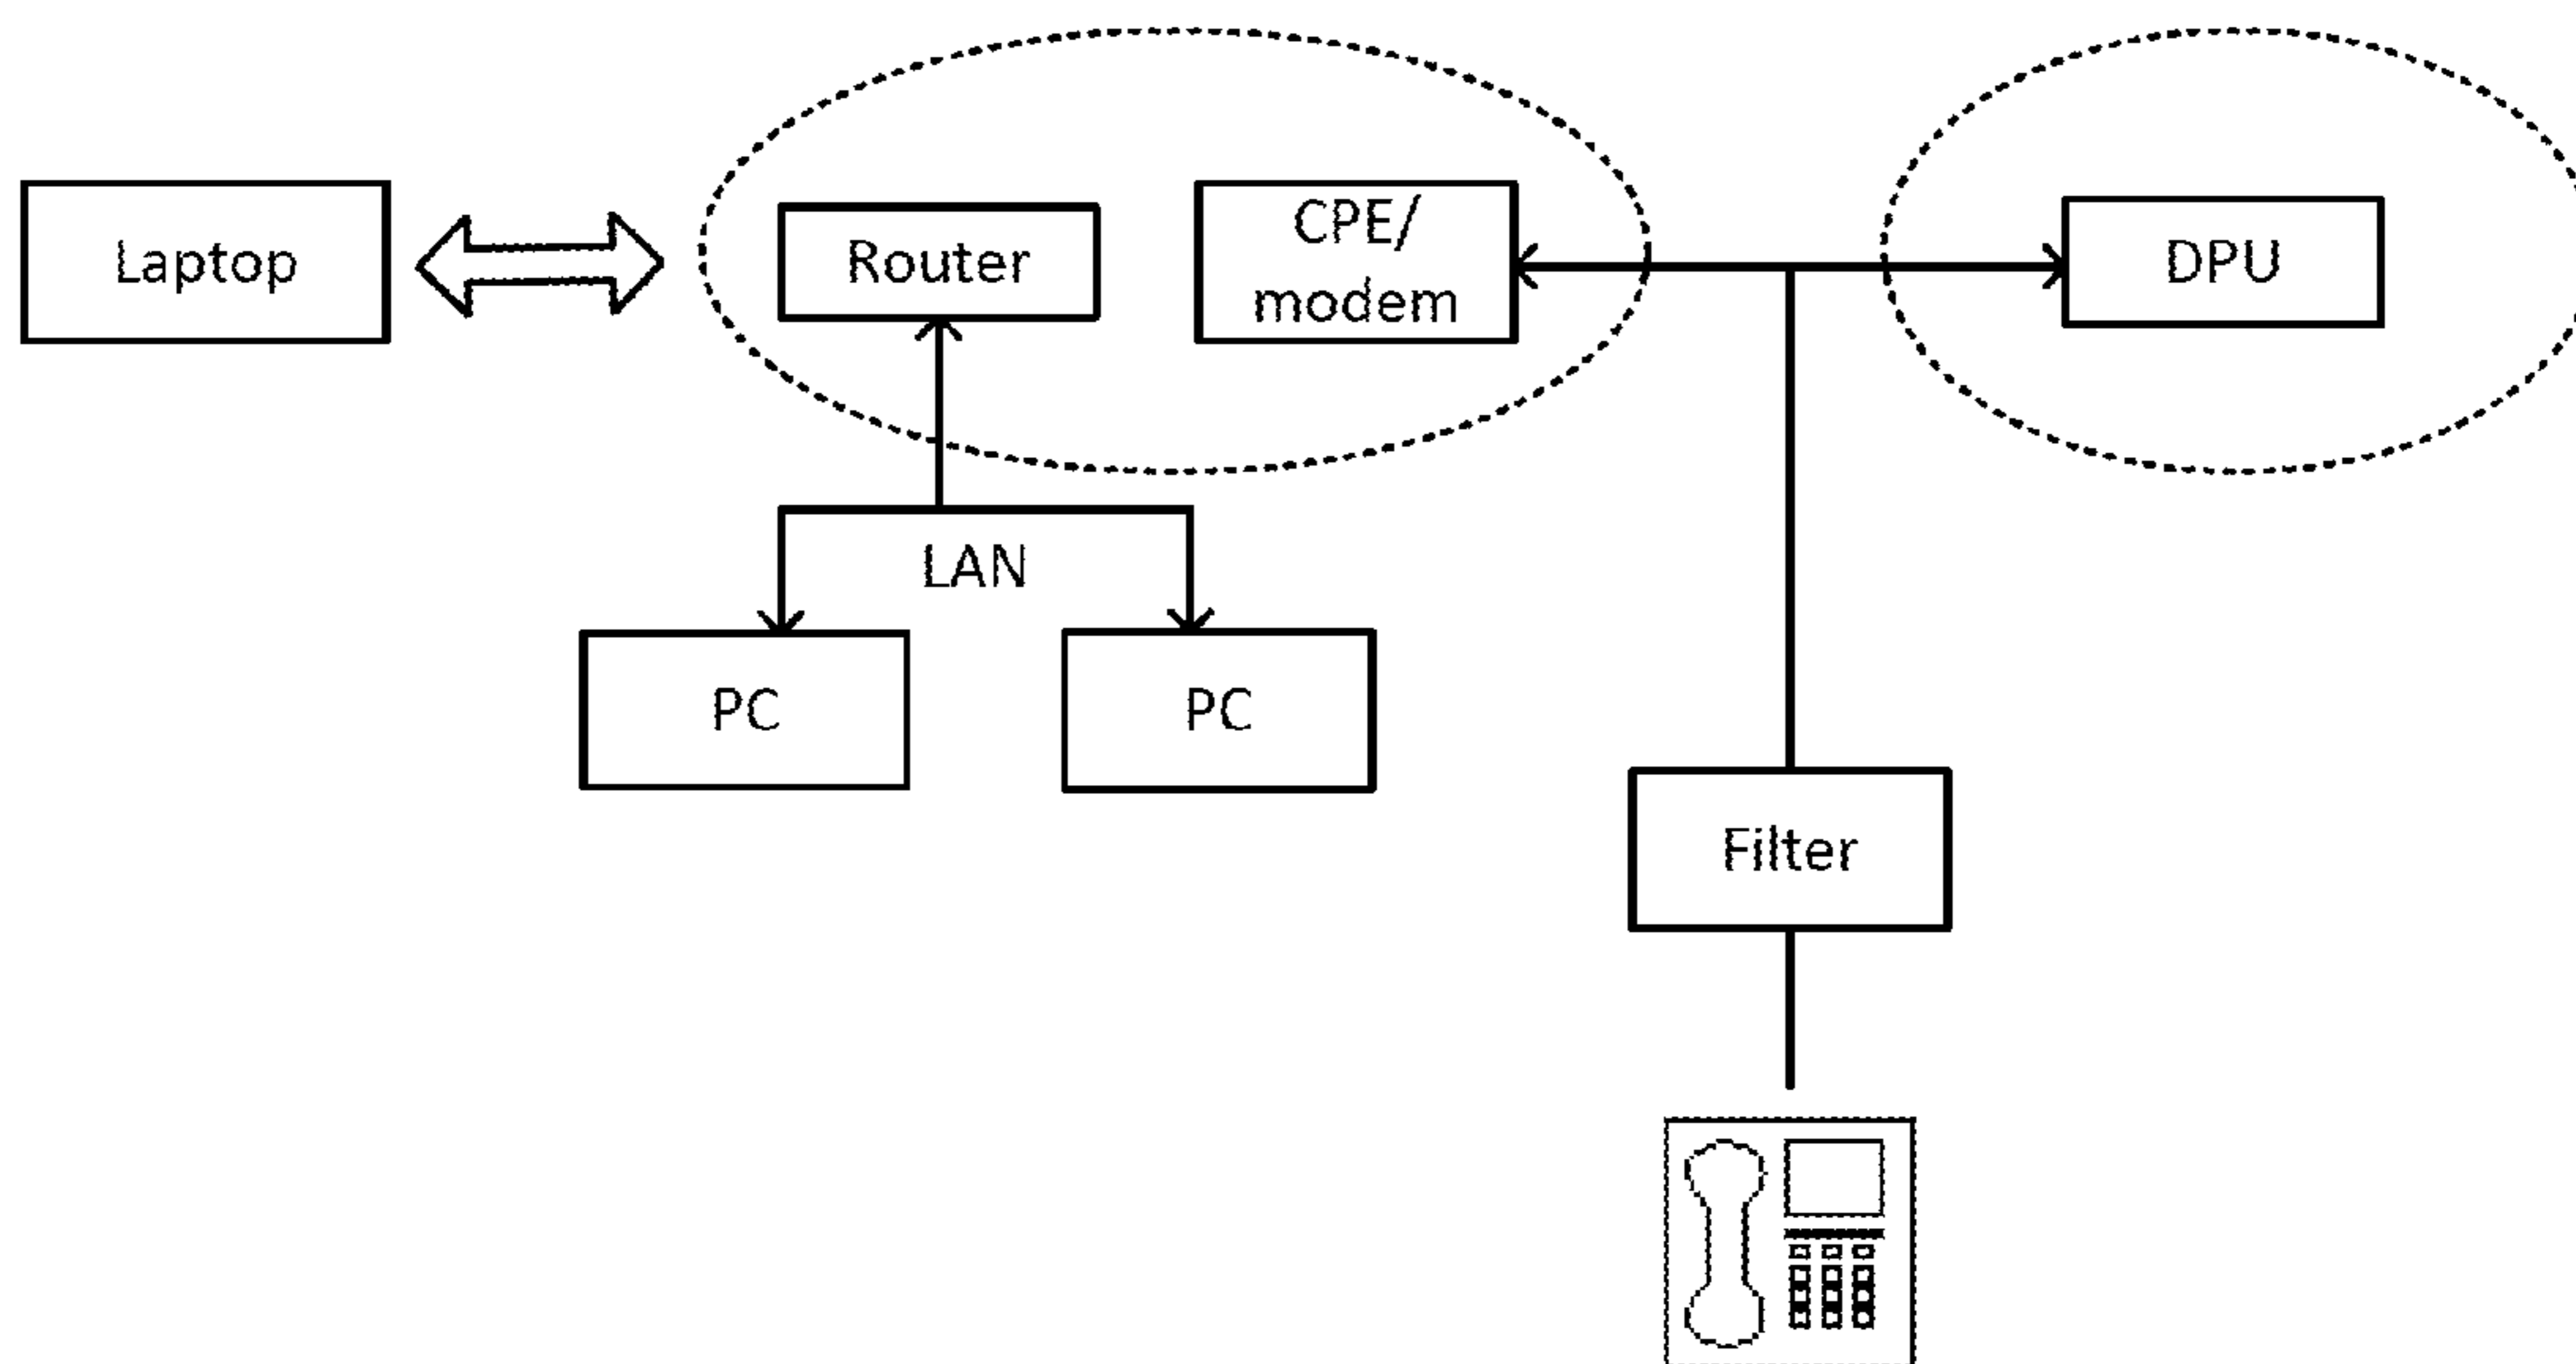 Laptop
Router
CPE/
modem
DPU
LAN
PC
PC
Filter